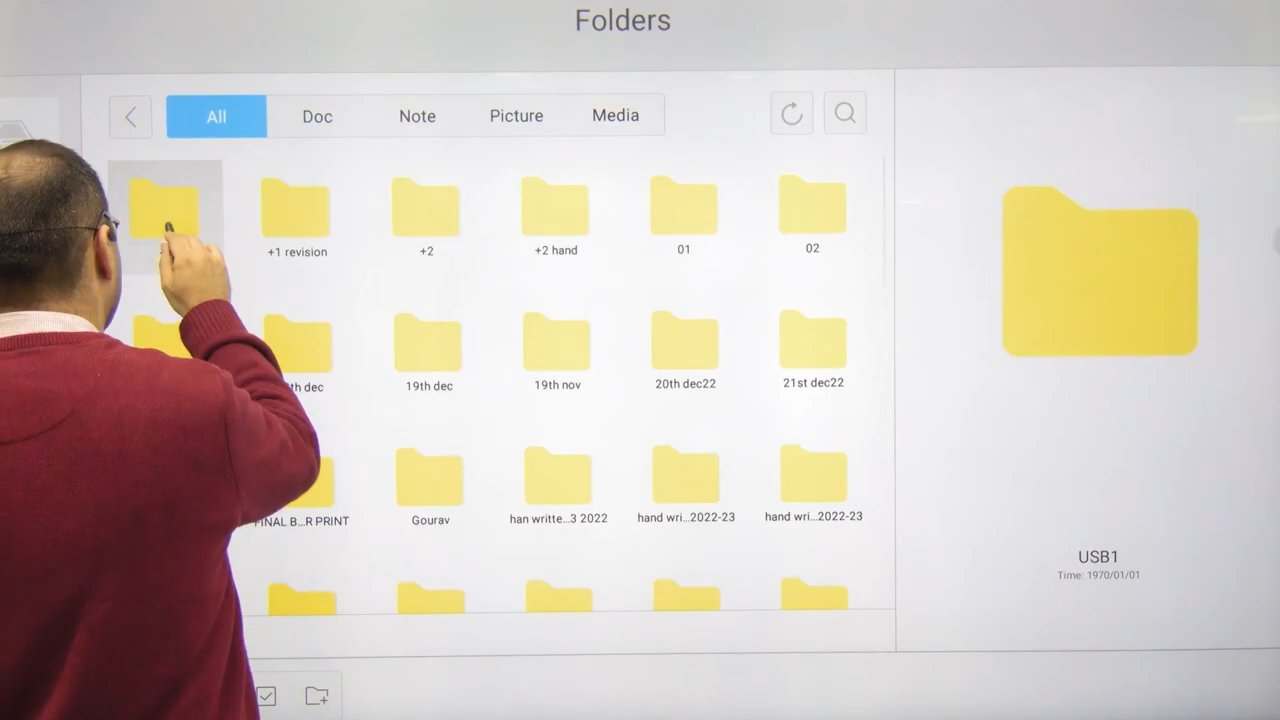 Folders
All
Doc
Note
Picture
Media
+1 revision
+2
+2 hand
01
02
th dec
19th dec
19th nov
20th dec22
21st dec22
FINAL B...R PRINT
Gourav
han writte...3 2022
hand wri...2022-23
hand wri...2022-23
USB1
Time: 1970/01/01